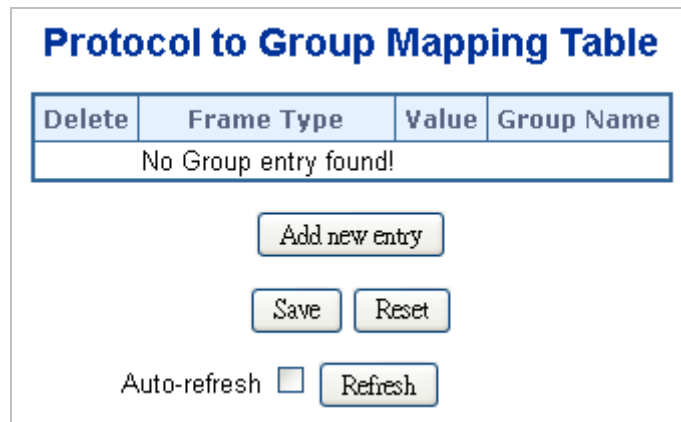 Protocol to Group Mapping Table
Delete Frame Type Value Group Name
No Group entry found!
Add new entry
Save Reset
Auto-refresh Refresh